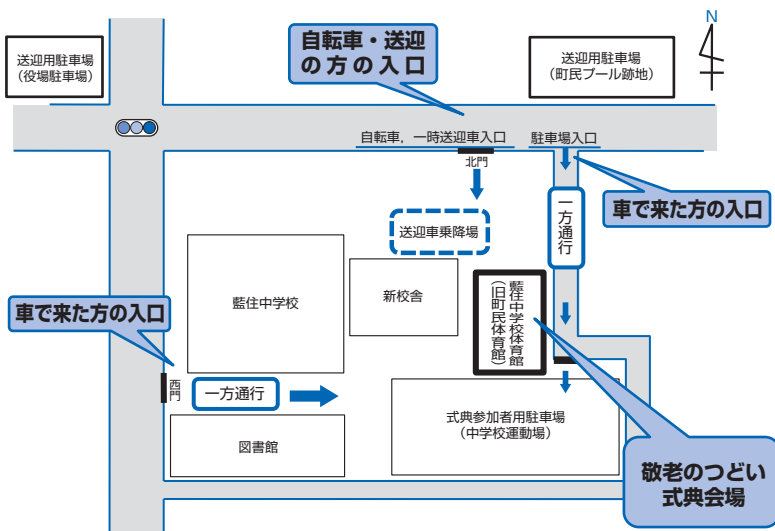 N
送迎用駐車場
（役場駐車場）
自転車・送迎
の方の入口
送迎用駐車場
（町民プール跡地）
自転車，一時送迎車入口
駐車場入口
北門
車で来た方の入口
一方通行
送迎車乗降場
藍住中学校
新校舎
藍住中学校体育館
（旧町民体育館）
車で来た方の入口
西門
一方通行
式典参加者用駐車場
（中学校運動場）
図書館
敬老のつどい
式典会場